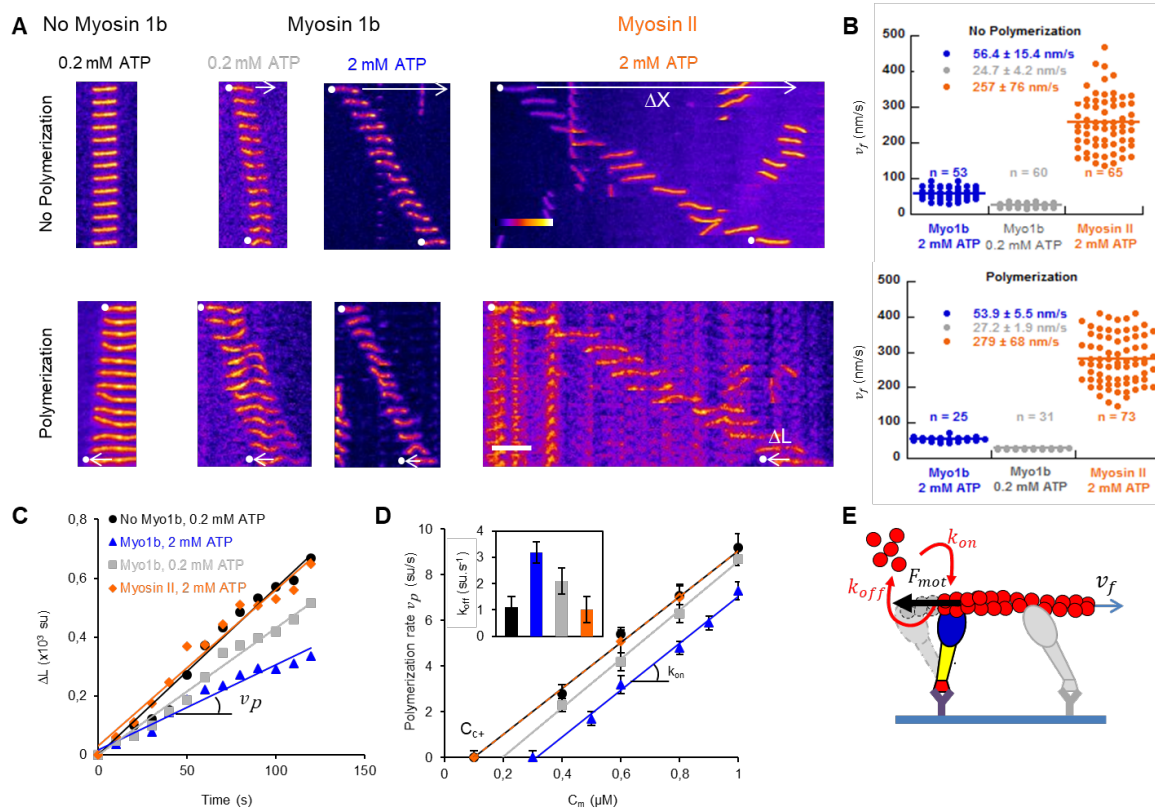 A
No Myosin 1b
Myosin 1b
Myosin II
0.2 mM ATP
0.2 mM ATP
2 mM ATP
2 mM ATP
No Polymerization
ΔX
Polymerization
ΔL
B
No Polymerization
500
400
300
200
100
0
v_f (nm/s)
56.4 ± 15.4 nm/s
24.7 ± 4.2 nm/s
257 ± 76 nm/s
n = 53
n = 60
n = 65
Myo1b
2 mM ATP
Myo1b
0.2 mM ATP
Myosin II
2 mM ATP
Polymerization
500
400
300
200
100
0
v_f (nm/s)
53.9 ± 5.5 nm/s
27.2 ± 1.9 nm/s
279 ± 68 nm/s
n = 25
n = 31
n = 73
Myo1b
2 mM ATP
Myo1b
0.2 mM ATP
Myosin II
2 mM ATP
C
0,8
0,6
0,4
0,2
0
ΔL (x10³ su)
No Myo1b, 0.2 mM ATP
Myo1b, 2 mM ATP
Myo1b, 0.2 mM ATP
Myosin II, 2 mM ATP
v_p
0
50
100
150
Time (s)
D
10
8
6
4
2
0
Polymerization rate v_p (su/s)
4
3
2
1
0
k_off (su.s⁻¹)
C_c+
k_on
0
0,2
0,4
0,6
0,8
1
C_m (µM)
E
k_on
k_off
F_mot
v_f